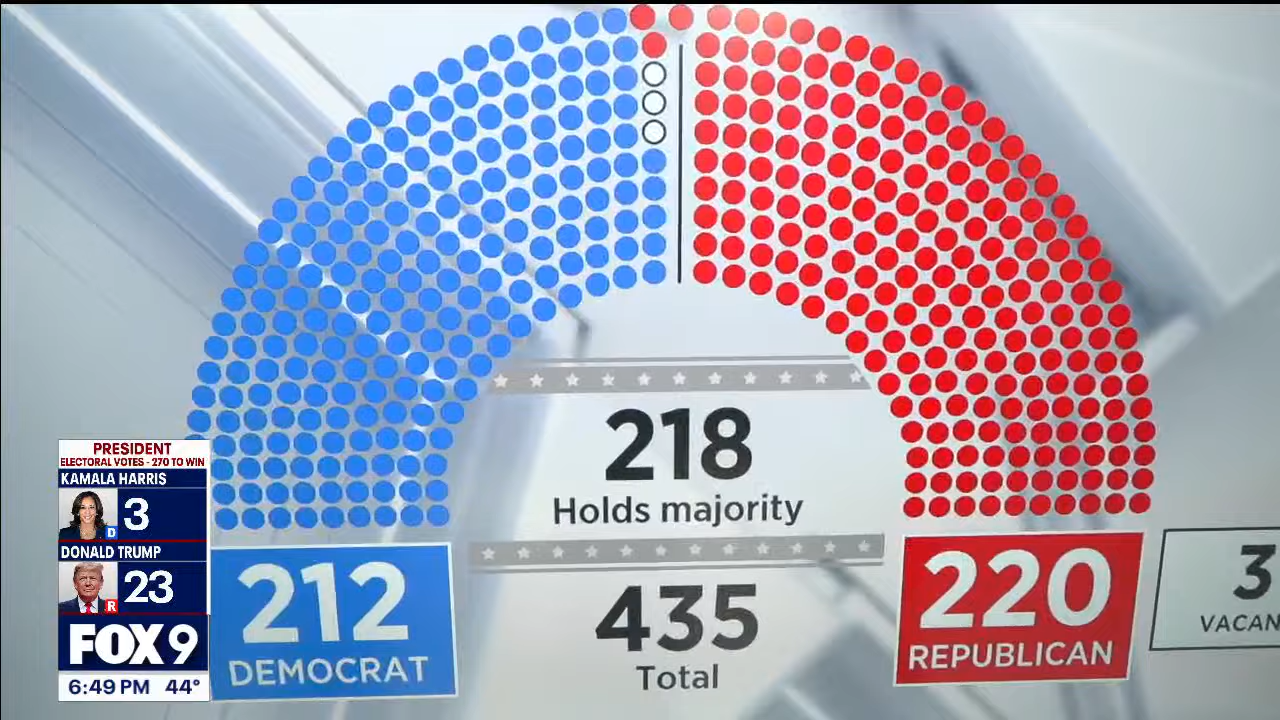 218
Holds majority
435
Total
212
DEMOCRAT
220
REPUBLICAN
3
VACAN
PRESIDENT
ELECTORAL VOTES - 270 TO WIN
KAMALA HARRIS
3
D
DONALD TRUMP
23
R
FOX 9
6:49 PM 44°